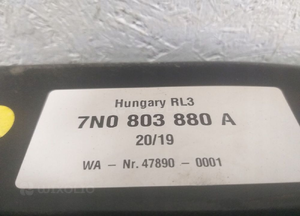 Hungary RL3
7N0 803 880 A
20/19
WA - Nr. 47890 - 0001